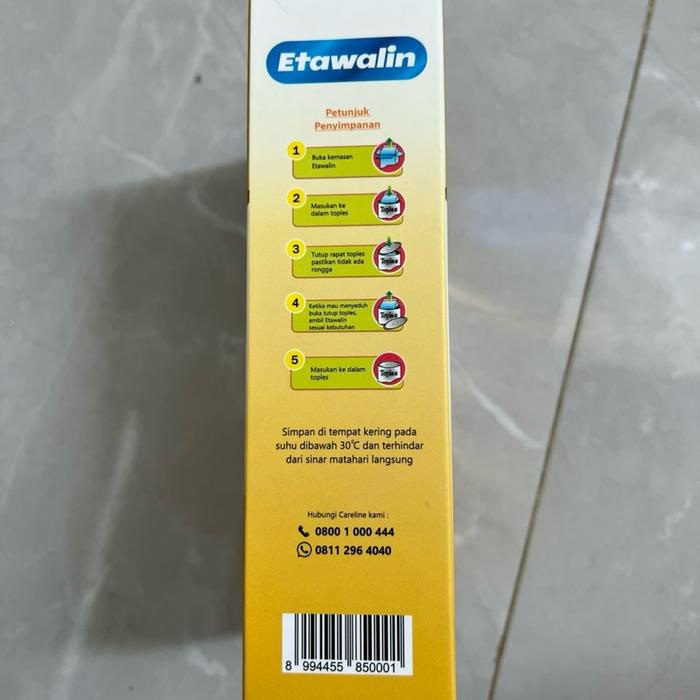 Etawalin
Petunjuk
Penyimpanan
1
Buka kemasan
Etawalin
2
Masukan ke
dalam toples
Toples
3
Tutup rapat toples
pastikan tidak ada
rongga
Toples
4
Ketika mau menyeduh
buka tutup toples,
ambil Etawalin
sesuai kebutuhan
Toples
5
Masukan ke dalam
toples
Toples
Simpan di tempat kering pada
suhu dibawah 30°C dan terhindar
dari sinar matahari langsung
Hubungi Careline kami :
0800 1 000 444
0811 296 4040
8 994455 850001